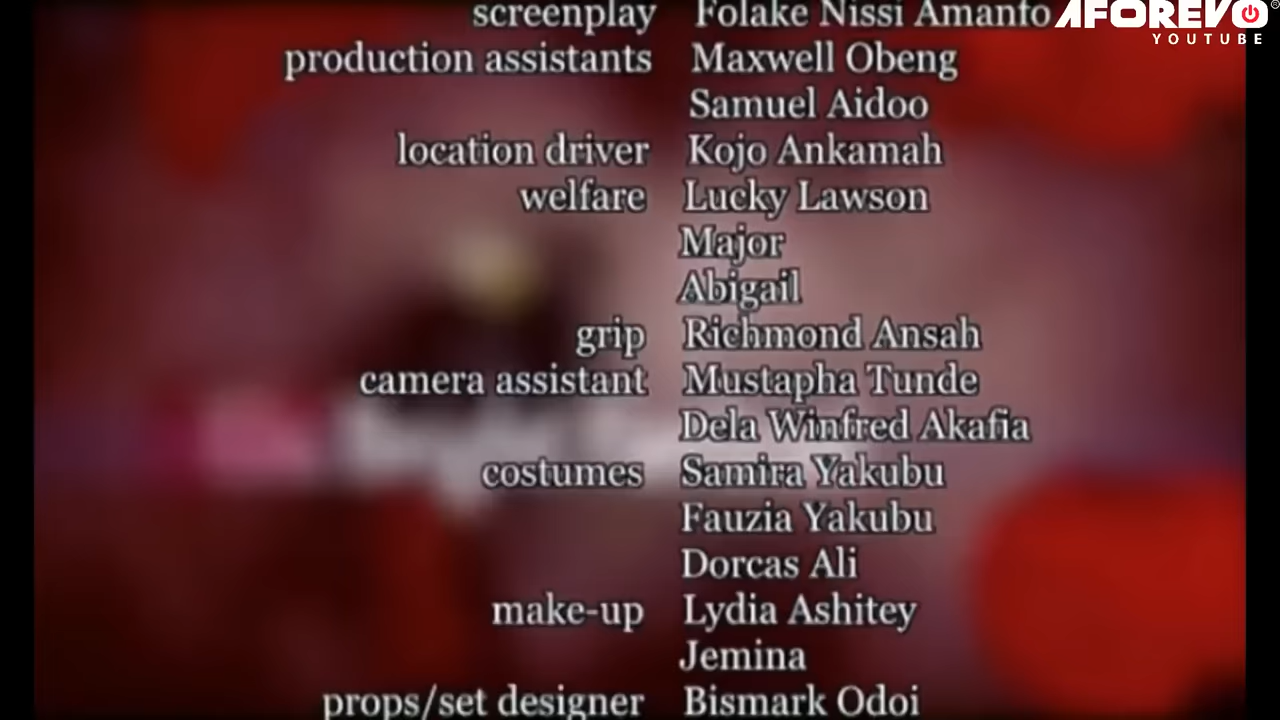 screenplay Folake Nissi Amanfo
AFOREVO ®
YOUTUBE
production assistants Maxwell Obeng
Samuel Aidoo
location driver Kojo Ankamah
welfare Lucky Lawson
Major
Abigail
grip Richmond Ansah
camera assistant Mustapha Tunde
Dela Winfred Akafia
costumes Samira Yakubu
Fauzia Yakubu
Dorcas Ali
make-up Lydia Ashitey
Jemina
props/set designer Bismark Odoi